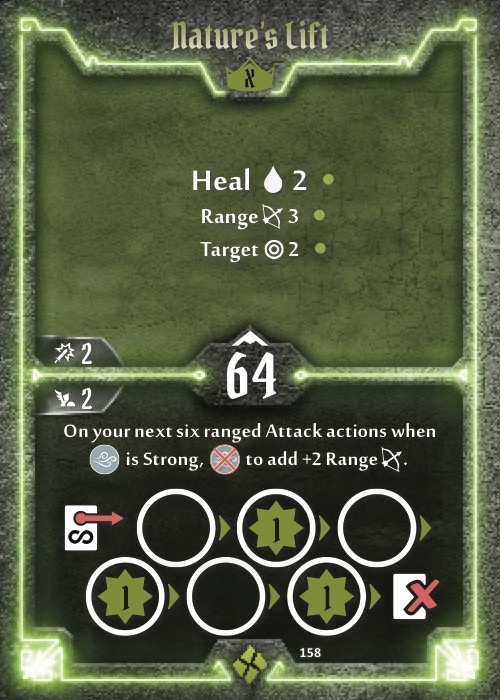 Nature's Lift
X
Heal 2
Range 3
Target 2
2
64
2
On your next six ranged Attack actions when
is Strong, to add +2 Range.
1
1
1
158